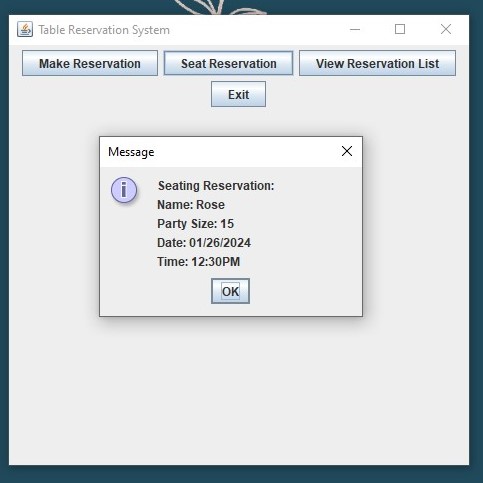 Table Reservation System
Make Reservation Seat Reservation View Reservation List
Exit
Message
Seating Reservation:
Name: Rose
Party Size: 15
Date: 01/26/2024
Time: 12:30PM
OK